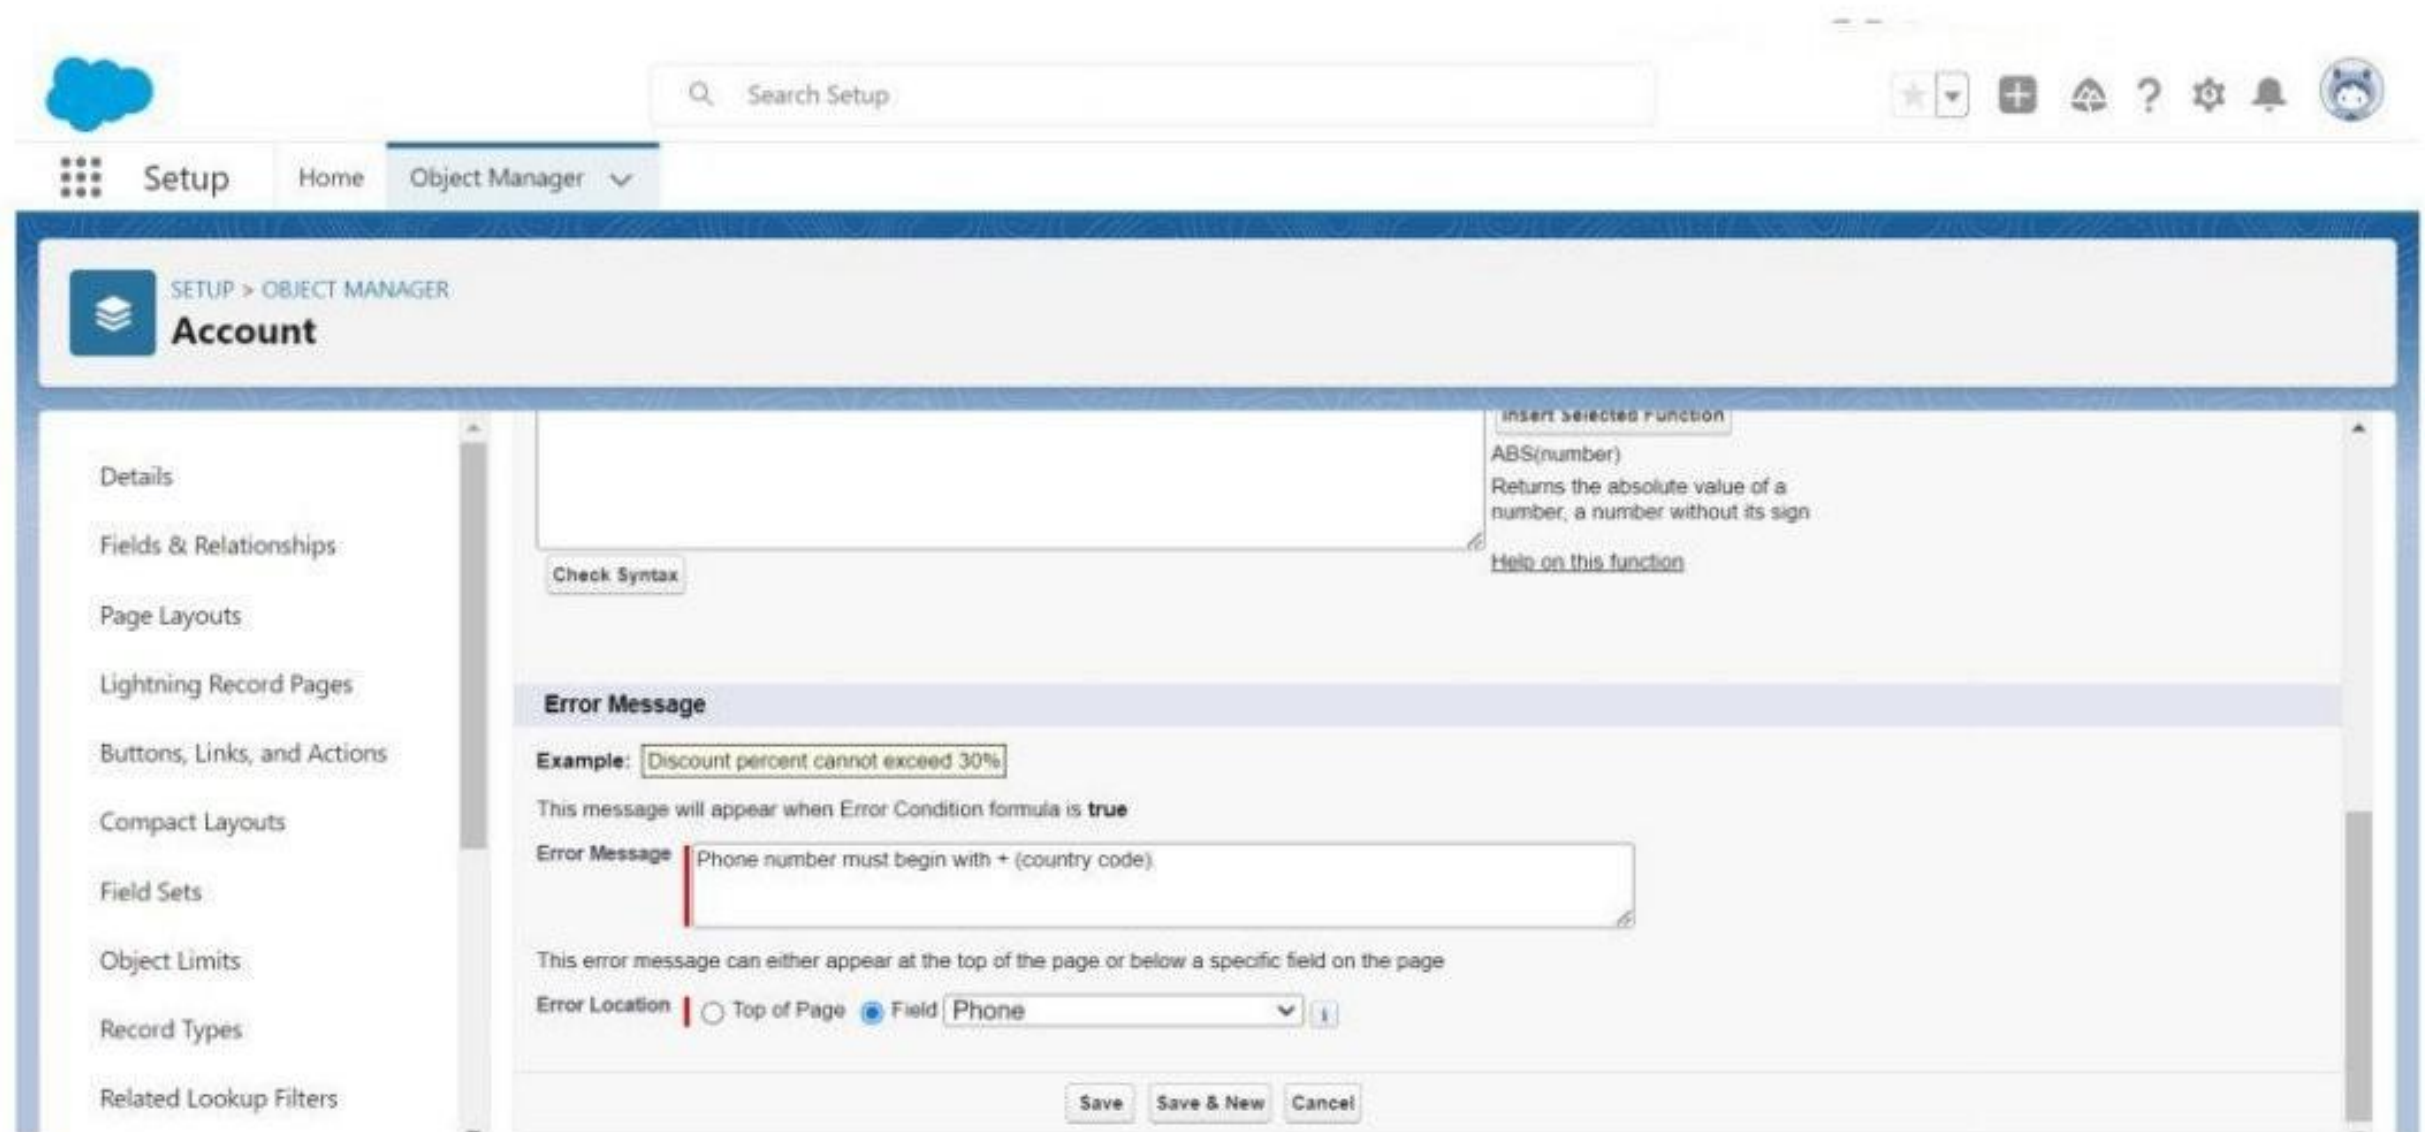 Search Setup
Setup
Home
Object Manager
SETUP > OBJECT MANAGER
Account
Details
Fields & Relationships
Page Layouts
Lightning Record Pages
Buttons, Links, and Actions
Compact Layouts
Field Sets
Object Limits
Record Types
Related Lookup Filters
Insert Selected Function
ABS(number)
Returns the absolute value of a
number, a number without its sign
Help on this function
Check Syntax
Error Message
Example: Discount percent cannot exceed 30%
This message will appear when Error Condition formula is true
Error Message Phone number must begin with + (country code).
This error message can either appear at the top of the page or below a specific field on the page
Error Location Top of Page Field Phone i
Save Save & New Cancel